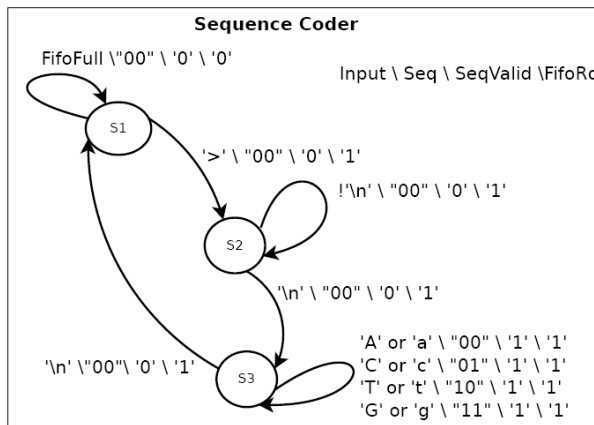 Sequence Coder
FifoFull \"00" \ '0' \ '0'
Input \ Seq \ SeqValid \FifoRd
S1
'>' \ "00" \ '0' \ '1'
!'\n' \ "00" \ '0' \ '1'
S2
'\n' \ "00" \ '0' \ '1'
'\n' \"00"\ '0' \ '1'
S3
'A' or 'a' \ "00" \ '1' \ '1'
'C' or 'c' \ "01" \ '1' \ '1'
'T' or 't' \ "10" \ '1' \ '1'
'G' or 'g' \ "11" \ '1' \ '1'